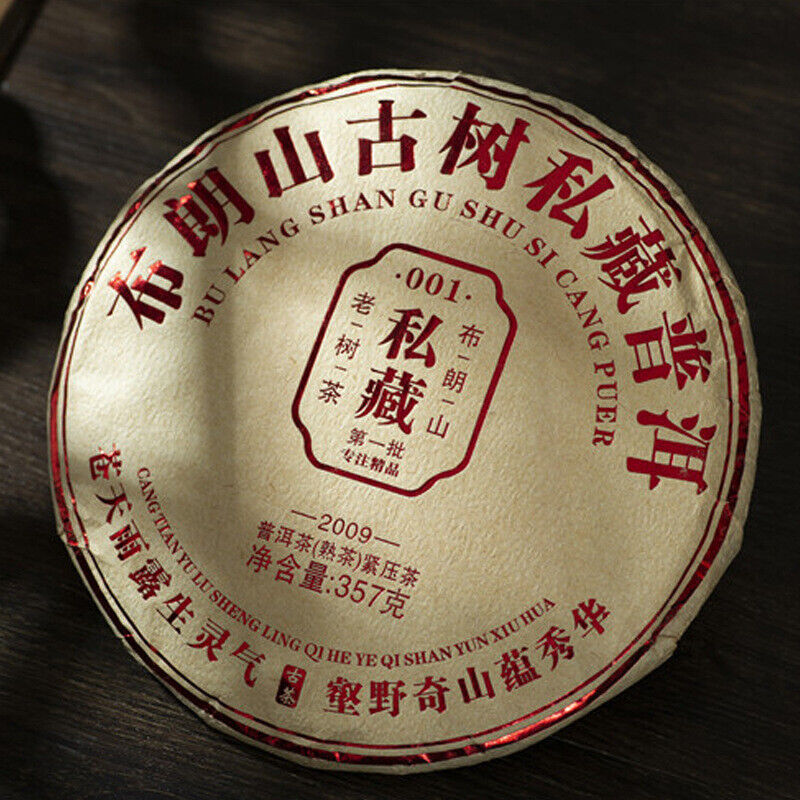 布朗山古树私藏普洱
BU LANG SHAN GU SHU SI CANG PUER
·001·
布-朗-山
私藏
老-树-茶
第一批
专注精品
—2009—
普洱茶(熟茶)紧压茶
净含量:357克
CANG TIAN YU LU SHENG LING QI HE YE QI SHAN YUN XIU HUA
苍天雨露生灵气
古茶
壑野奇山蕴秀华